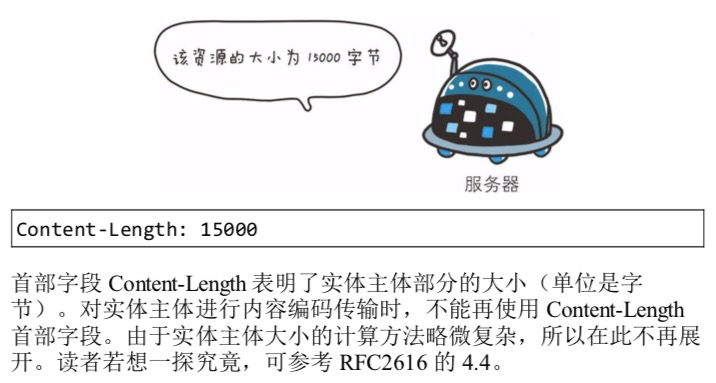 该资源的大小为 15000 字节
服务器
Content-Length: 15000
首部字段 Content-Length 表明了实体主体部分的大小（单位是字
节）。对实体主体进行内容编码传输时，不能再使用 Content-Length
首部字段。由于实体主体大小的计算方法略微复杂，所以在此不再展
开。读者若想一探究竟，可参考 RFC2616 的 4.4。